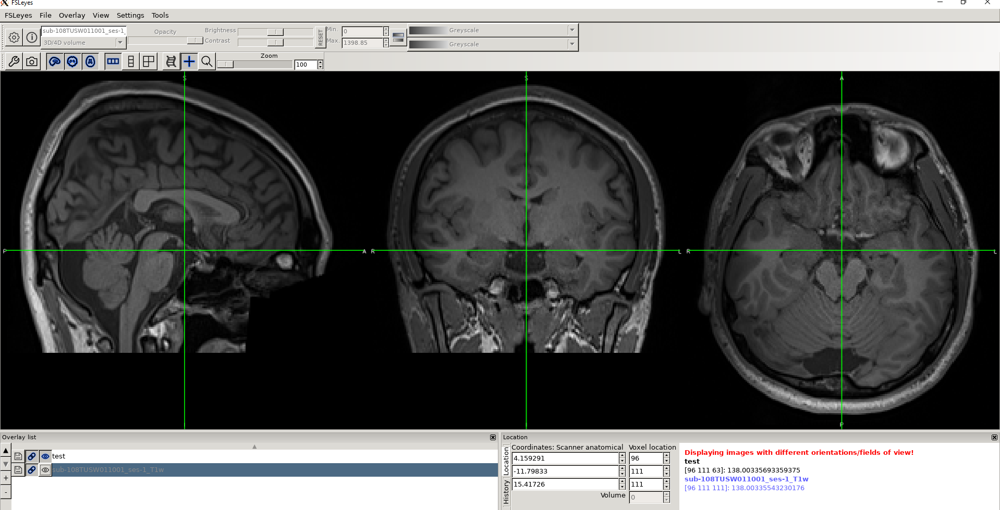 FSLeyes
FSLeyes File Overlay View Settings Tools
sub-108TUSW011001_ses-1_
3D/4D volume
Opacity
Brightness
Contrast
RESET
Min.
0
Max.
1398.85
Greyscale
Greyscale
Zoom
100
S
S
A
P
A
R
L
R
L
P
Overlay list
test
sub-108TUSW011001_ses-1_T1w
Location
Location
History
Coordinates: Scanner anatomical
Voxel location
4.159291
96
-11.79833
111
15.41726
111
Volume
0
Displaying images with different orientations/fields of view!
test
[96 111 63]: 138.00335693359375
sub-108TUSW011001_ses-1_T1w
[96 111 111]: 138.00335543230176